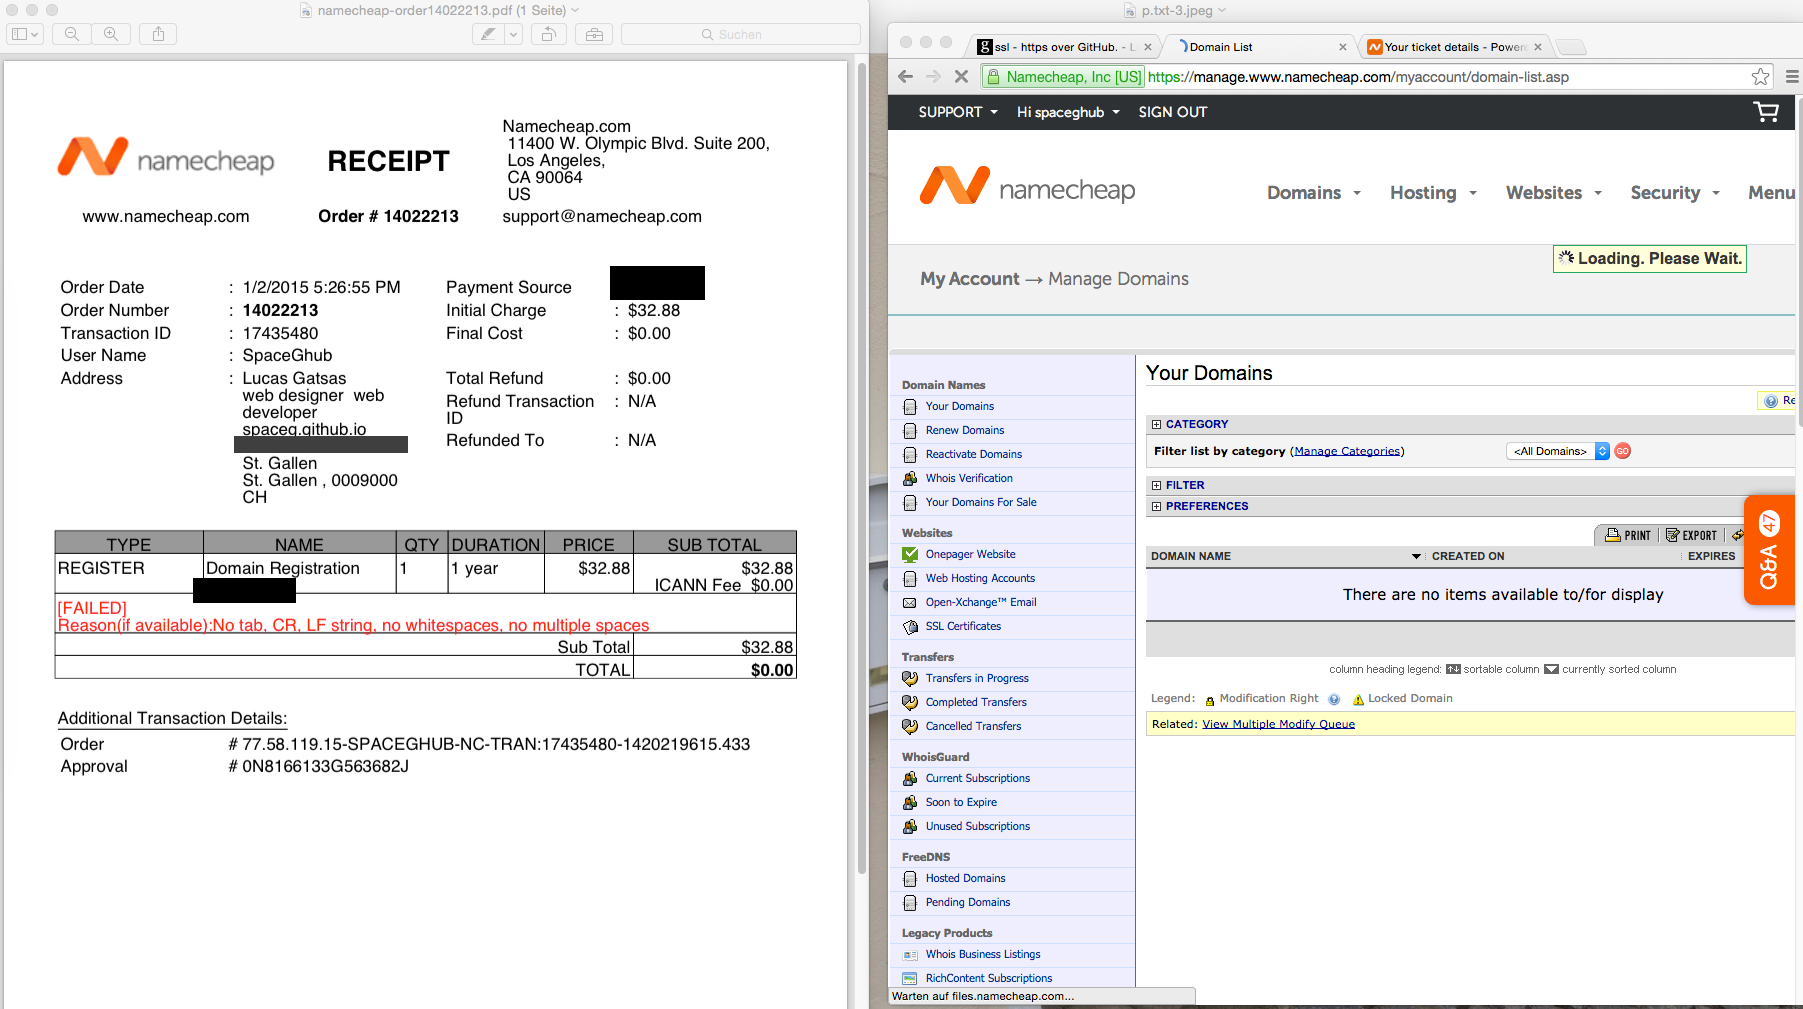 namecheap-order14022213.pdf (1 Seite)
Suchen
namecheap
RECEIPT
Namecheap.com
11400 W. Olympic Blvd. Suite 200,
Los Angeles,
CA 90064
US
www.namecheap.com
Order # 14022213
support@namecheap.com
Order Date : 1/2/2015 5:26:55 PM
Order Number : 14022213
Transaction ID : 17435480
User Name : SpaceGhub
Address : Lucas Gatsas
web designer web
developer
spaceg.github.io
St. Gallen
St. Gallen , 0009000
CH
Payment Source
Initial Charge : $32.88
Final Cost : $0.00
Total Refund : $0.00
Refund Transaction : N/A
ID
Refunded To : N/A
TYPE NAME QTY DURATION PRICE SUB TOTAL
REGISTER Domain Registration 1 1 year $32.88 $32.88
ICANN Fee $0.00
[FAILED]
Reason(if available):No tab, CR, LF string, no whitespaces, no multiple spaces
Sub Total $32.88
TOTAL $0.00
Additional Transaction Details:
Order # 77.58.119.15-SPACEGHUB-NC-TRAN:17435480-1420219615.433
Approval # 0N8166133G563682J
p.txt-3.jpeg
g ssl - https over GitHub. - L
Domain List
Your ticket details - Power
Namecheap, Inc [US] https://manage.www.namecheap.com/myaccount/domain-list.asp
SUPPORT Hi spaceghub SIGN OUT
namecheap
Domains Hosting Websites Security Menu
Loading. Please Wait.
My Account → Manage Domains
Domain Names
Your Domains
Renew Domains
Reactivate Domains
Whois Verification
Your Domains For Sale
Websites
Onepager Website
Web Hosting Accounts
Open-Xchange™ Email
SSL Certificates
Transfers
Transfers in Progress
Completed Transfers
Cancelled Transfers
WhoisGuard
Current Subscriptions
Soon to Expire
Unused Subscriptions
FreeDNS
Hosted Domains
Pending Domains
Legacy Products
Whois Business Listings
RichContent Subscriptions
Warten auf files.namecheap.com...
Your Domains
Re
CATEGORY
Filter list by category (Manage Categories)
<All Domains>
GO
FILTER
PREFERENCES
PRINT EXPORT
DOMAIN NAME CREATED ON EXPIRES
There are no items available to/for display
column heading legend: sortable column currently sorted column
Legend: Modification Right Locked Domain
Related: View Multiple Modify Queue
Q&A 47